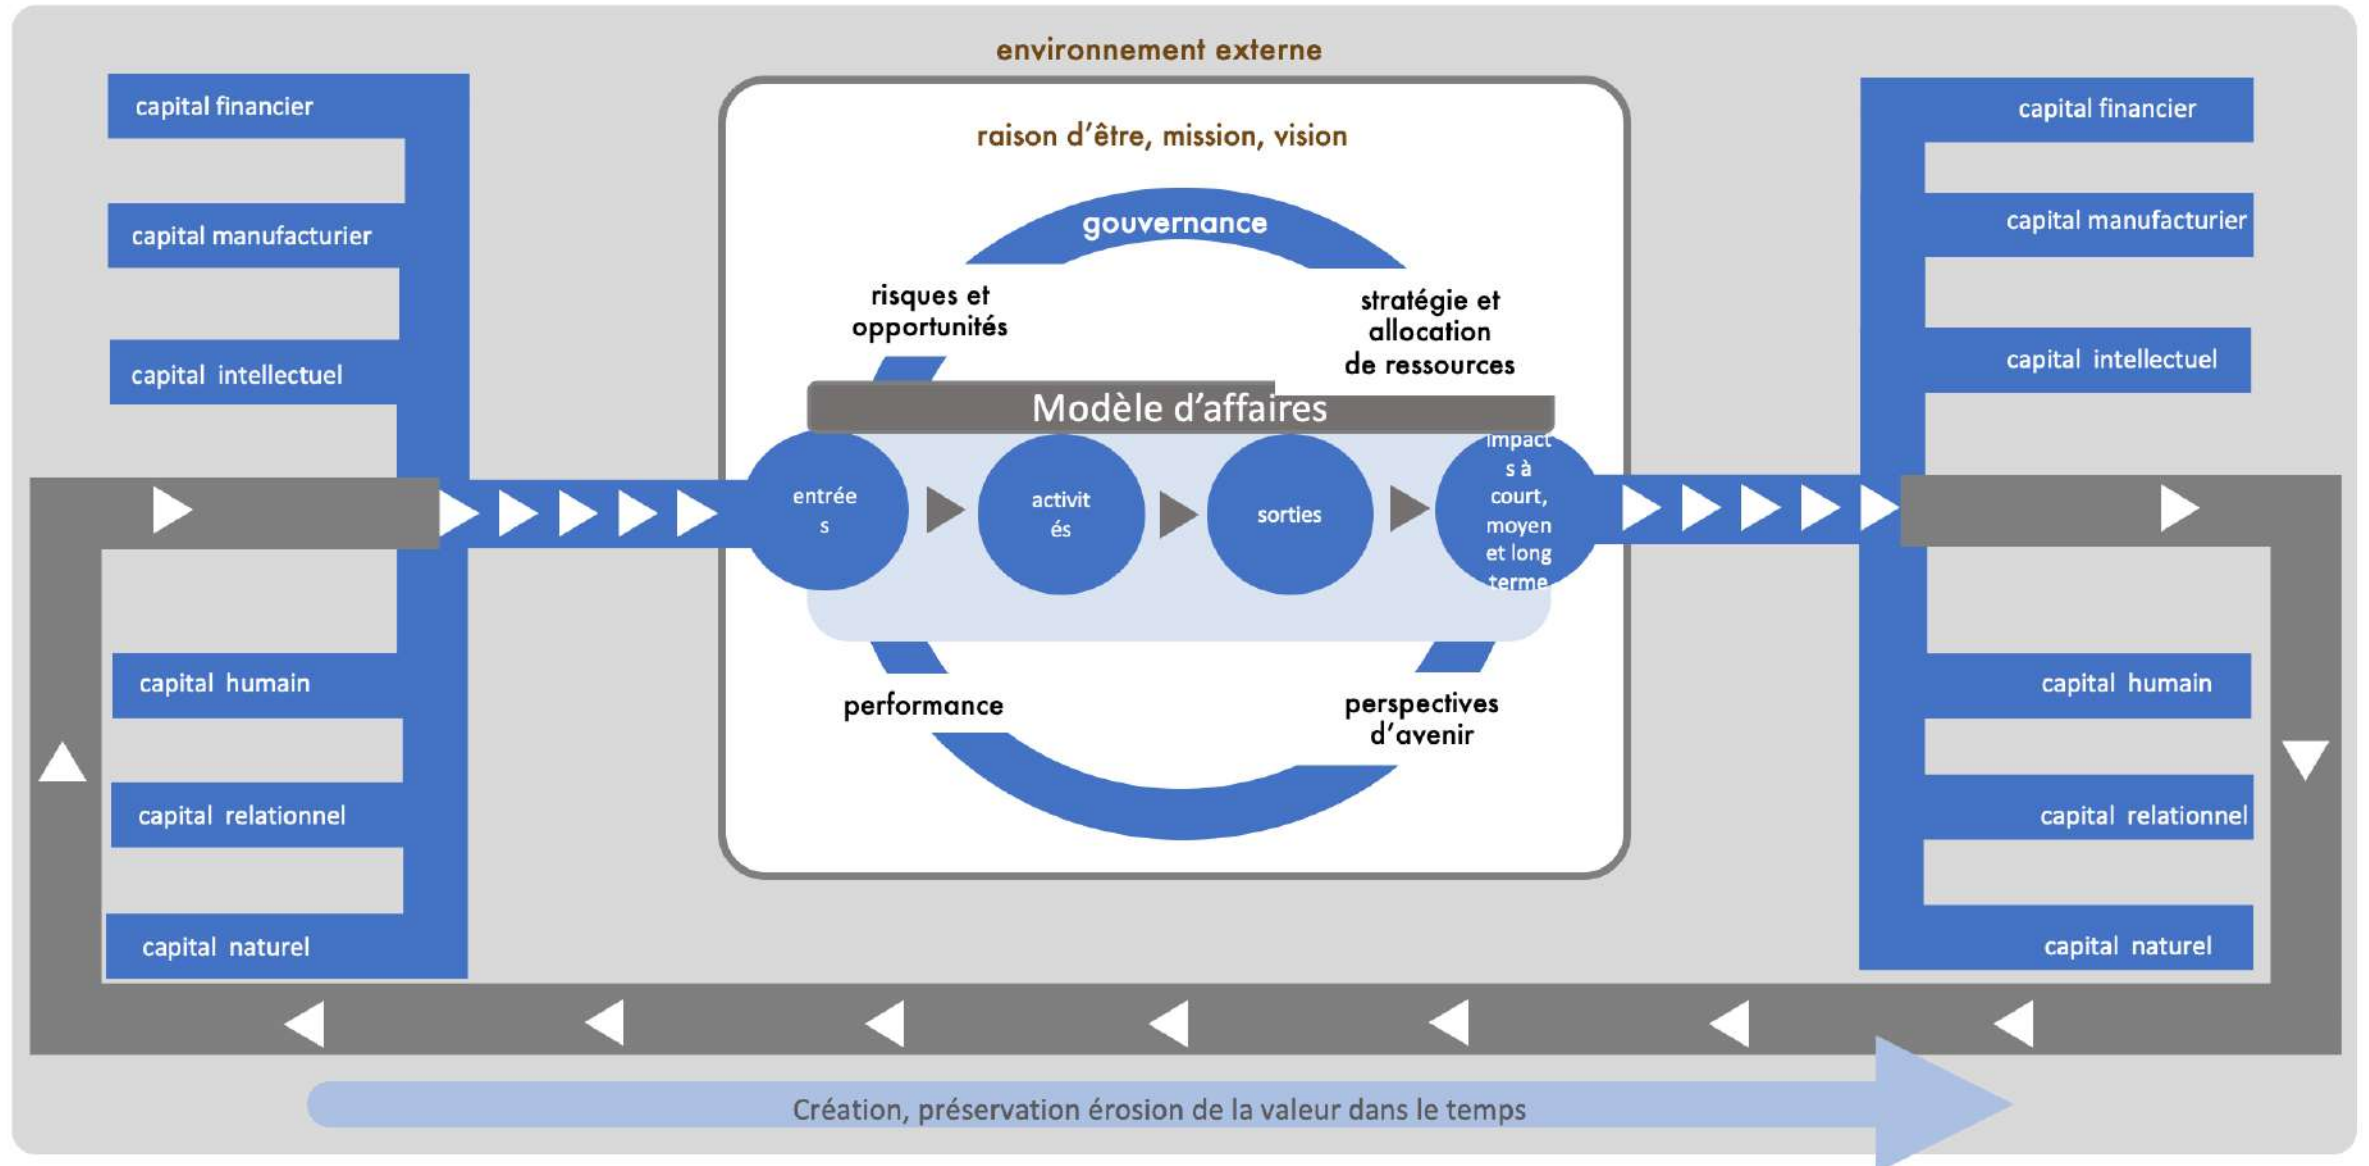 environnement externe
capital financier
capital manufacturier
capital  intellectuel
capital  humain
capital  relationnel
capital  naturel
raison d'être, mission, vision
gouvernance
risques et
opportunités
stratégie et
allocation
de ressources
Modèle d'affaires
entrée
s
activit
és
sorties
impact
s à
court,
moyen
et long
terme
performance
perspectives
d'avenir
capital financier
capital manufacturier
capital  intellectuel
capital  humain
capital  relationnel
capital  naturel
Création, préservation érosion de la valeur dans le temps